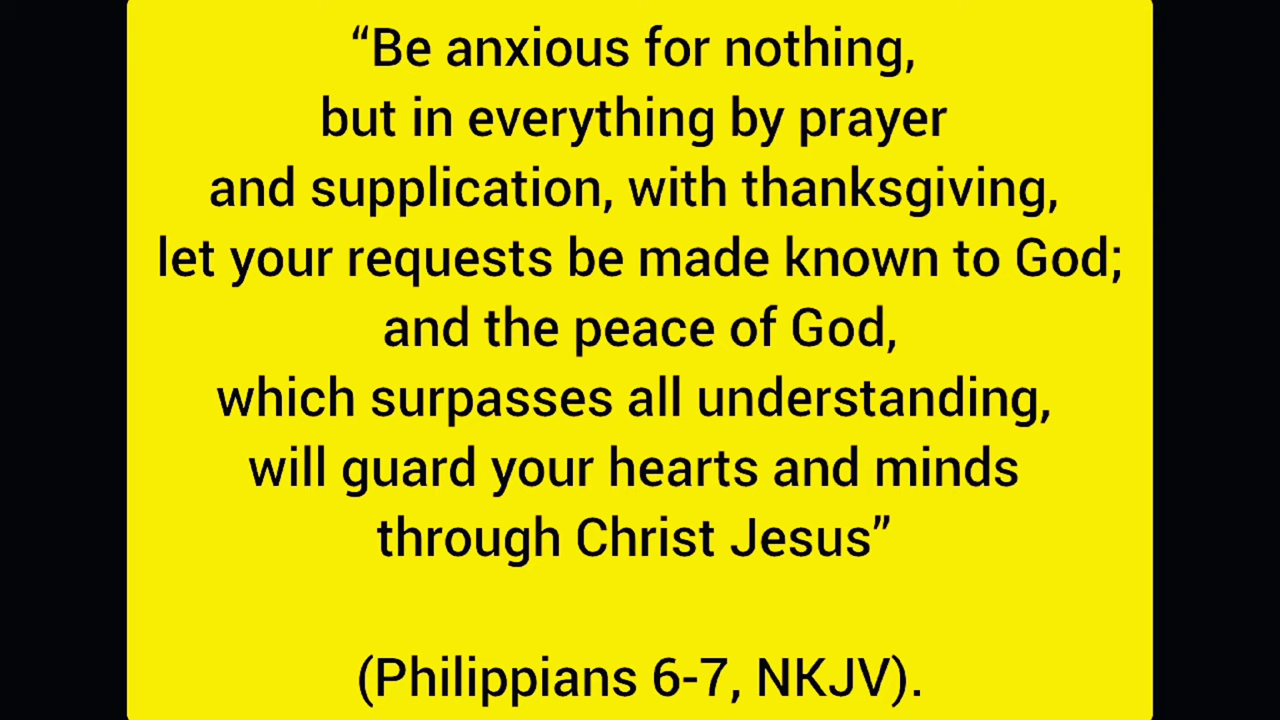 “Be anxious for nothing,
but in everything by prayer
and supplication, with thanksgiving,
let your requests be made known to God;
and the peace of God,
which surpasses all understanding,
will guard your hearts and minds
through Christ Jesus”
(Philippians 6-7, NKJV).